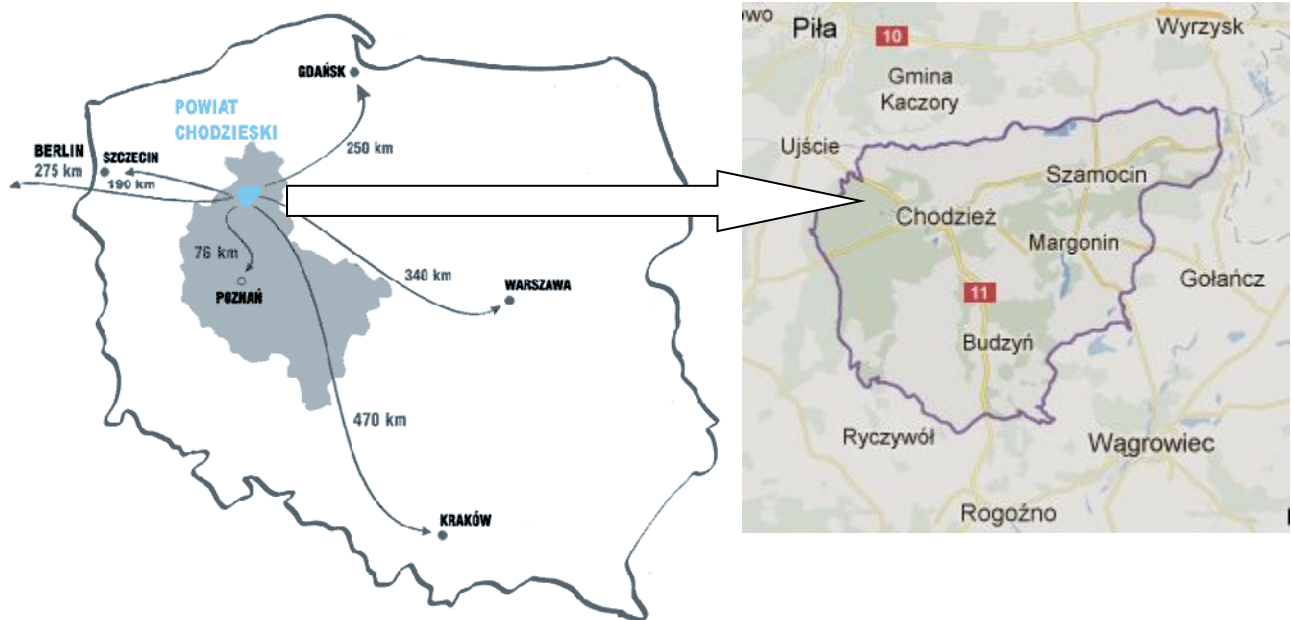 GDAŃSK
POWIAT
CHODZIESKI
250 km
BERLIN
275 km
SZCZECIN
190 km
76 km
POZNAŃ
340 km
WARSZAWA
470 km
KRAKÓW
Piła
10
Wyrzysk
Gmina
Kaczory
Ujście
Szamocin
Chodzież
Margonin
Gołańcz
11
Budzyń
Ryczywół
Wągrowiec
Rogoźno